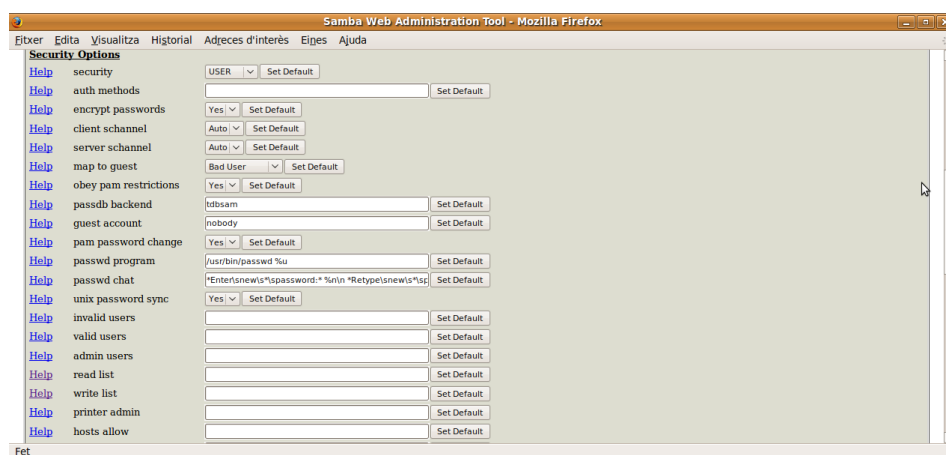 Samba Web Administration Tool - Mozilla Firefox
Fitxer Edita Visualitza Historial Adreces d'interès Eines Ajuda
Security Options
Help security USER Set Default
Help auth methods Set Default
Help encrypt passwords Yes Set Default
Help client schannel Auto Set Default
Help server schannel Auto Set Default
Help map to guest Bad User Set Default
Help obey pam restrictions Yes Set Default
Help passdb backend tdbsam Set Default
Help guest account nobody Set Default
Help pam password change Yes Set Default
Help passwd program /usr/bin/passwd %u Set Default
Help passwd chat *Enter\snew\s*\spassword:* %n\n *Retype\snew\s*\sp Set Default
Help unix password sync Yes Set Default
Help invalid users Set Default
Help valid users Set Default
Help admin users Set Default
Help read list Set Default
Help write list Set Default
Help printer admin Set Default
Help hosts allow Set Default
Fet